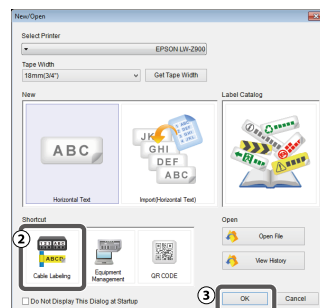 New/Open
Select Printer
EPSON LW-Z900
Tape Width
18mm(3/4")
Get Tape Width
New
Label Catalog
ABC
JK
GHI
DEF
ABC
Horizontal Text
Import(Horizontal Text)
Shortcut
Open
2
ABCD
Open File
View History
Cable Labeling
Equipment
Management
QR CODE
3
Do Not Display This Dialog at Startup
OK
Cancel